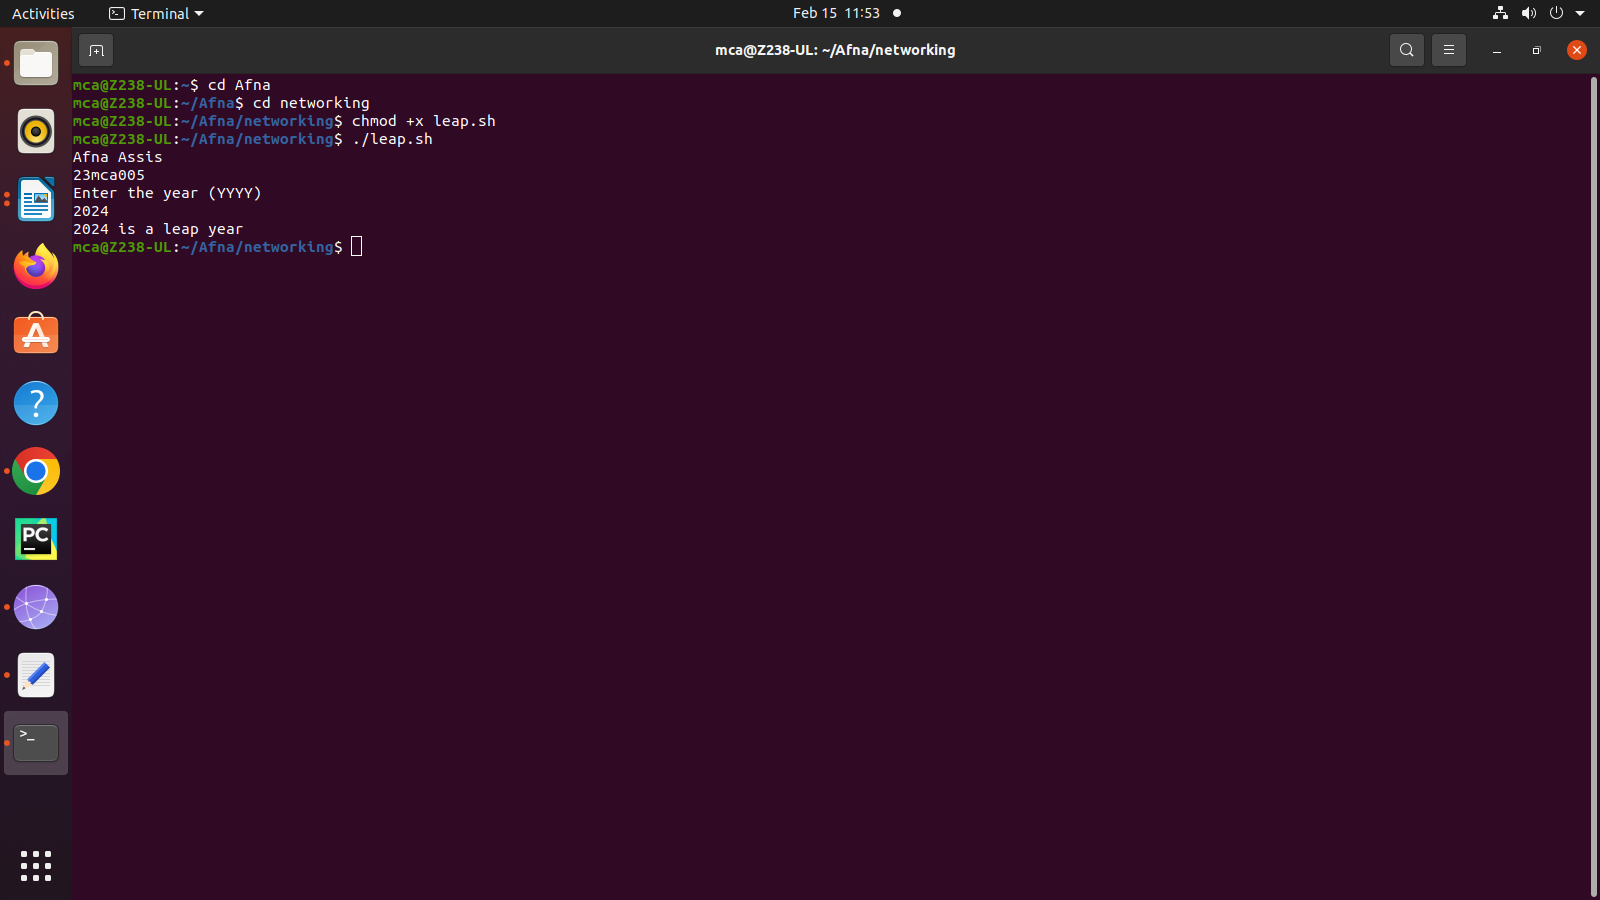 Activities Terminal Feb 15 11:53
mca@Z238-UL: ~/Afna/networking
mca@Z238-UL:~$ cd Afna
mca@Z238-UL:~/Afna$ cd networking
mca@Z238-UL:~/Afna/networking$ chmod +x leap.sh
mca@Z238-UL:~/Afna/networking$ ./leap.sh
Afna Assis
23mca005
Enter the year (YYYY)
2024
2024 is a leap year
mca@Z238-UL:~/Afna/networking$
?
PC
>_